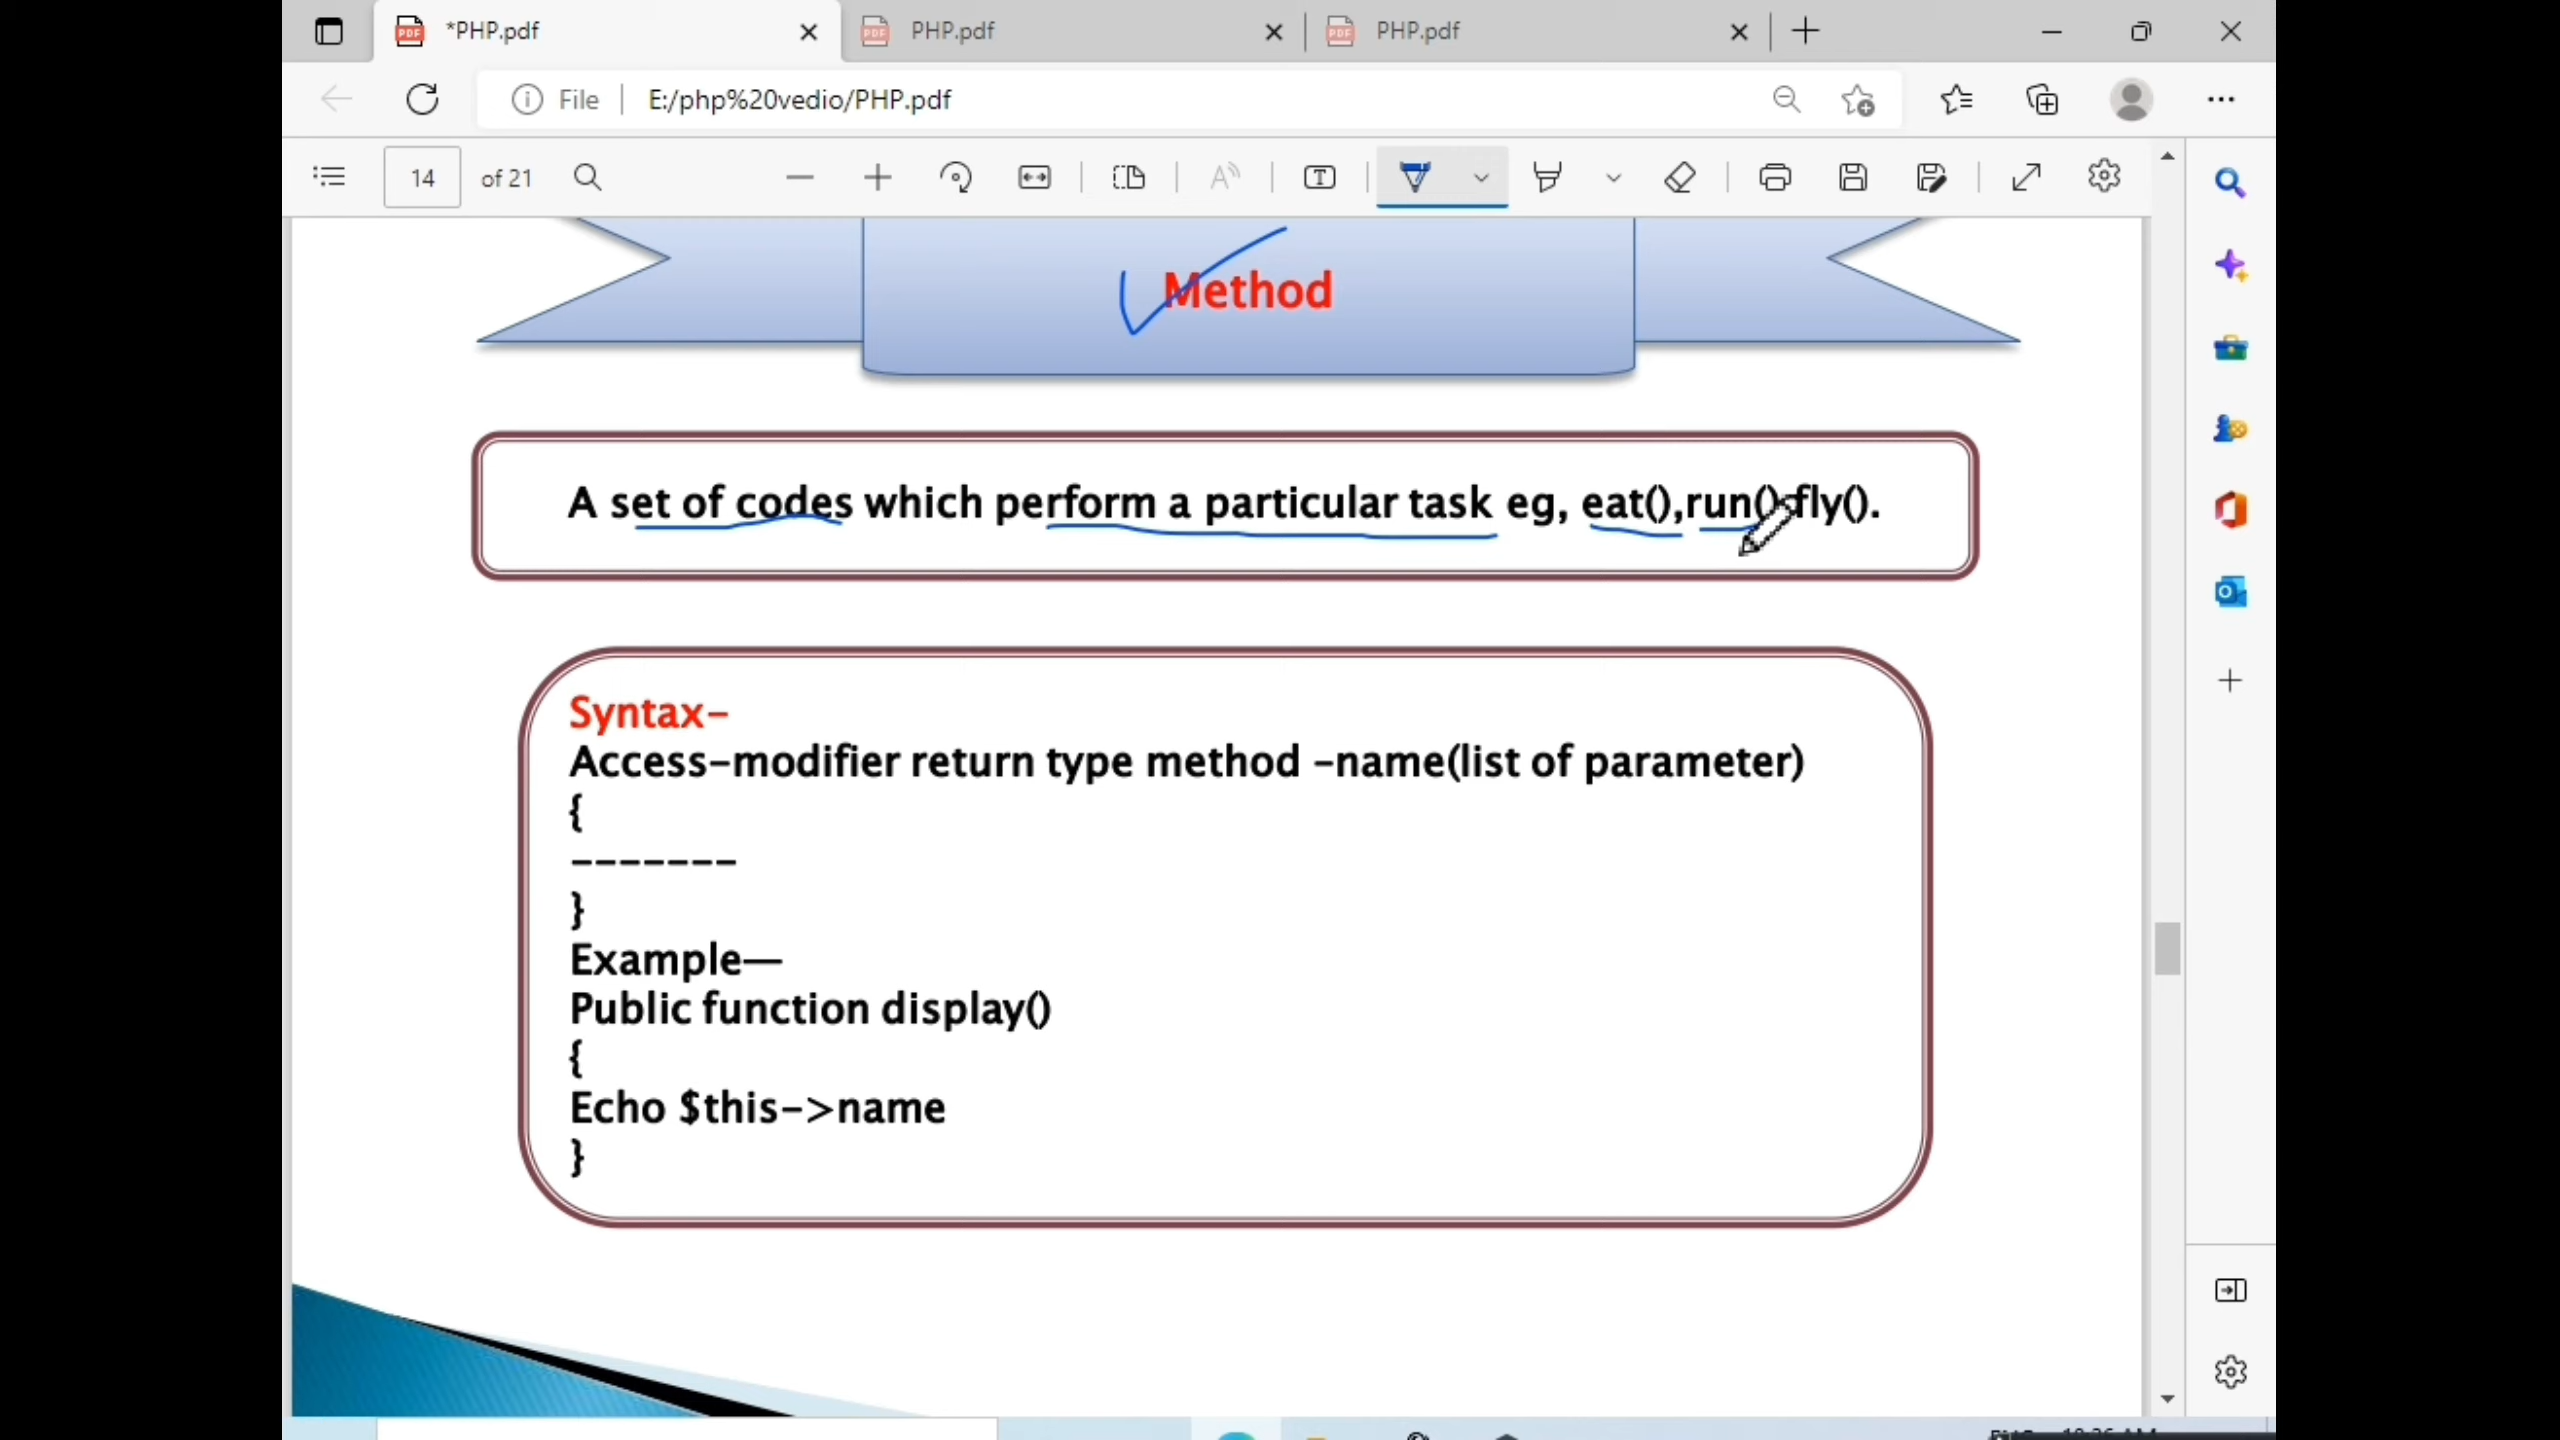 *PHP.pdf
PHP.pdf
PHP.pdf
File
E:/php%20vedio/PHP.pdf
14
of 21
Method
A set of codes which perform a particular task eg, eat(),run() fly().
Syntax-
Access-modifier return type method -name(list of parameter)
{
-------
}
Example—
Public function display()
{
Echo $this->name
}